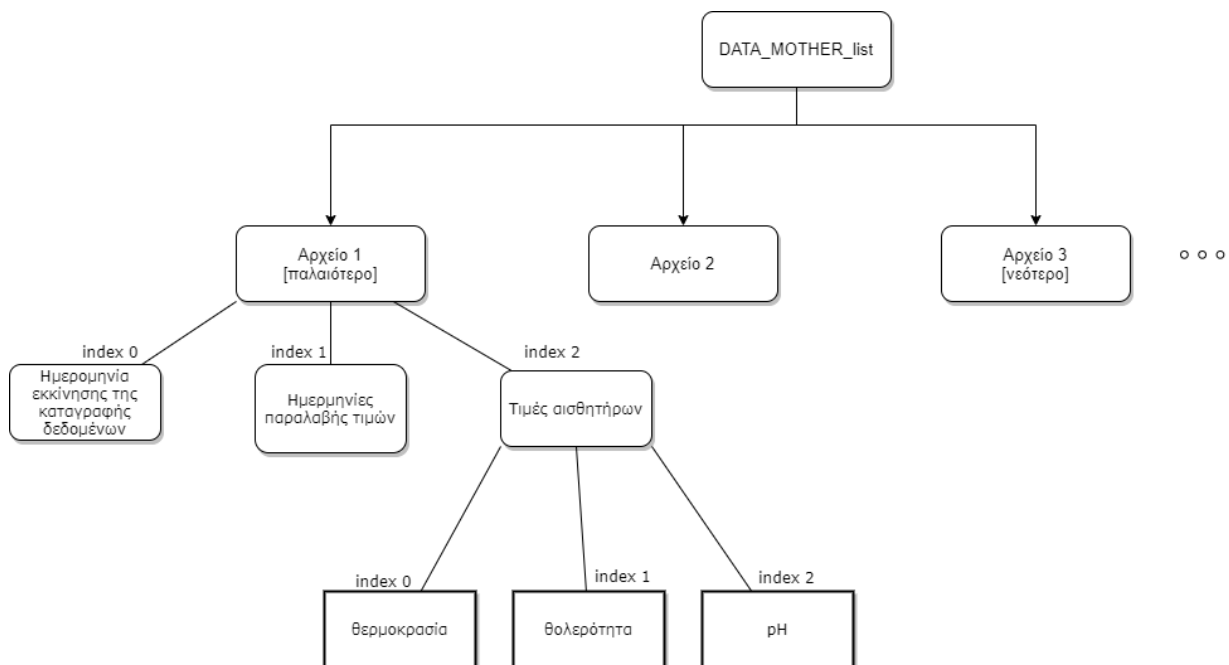 DATA_MOTHER_list
Αρχείο 1
[παλαιότερο]
Αρχείο 2
Αρχείο 3
[νεότερο]
index 0
index 1
index 2
Ημερομηνία
εκκίνησης της
καταγραφής
δεδομένων
Ημερμηνίες
παραλαβής τιμών
Τιμές αισθητήρων
index 0
index 1
index 2
θερμοκρασία
θολερότητα
pH